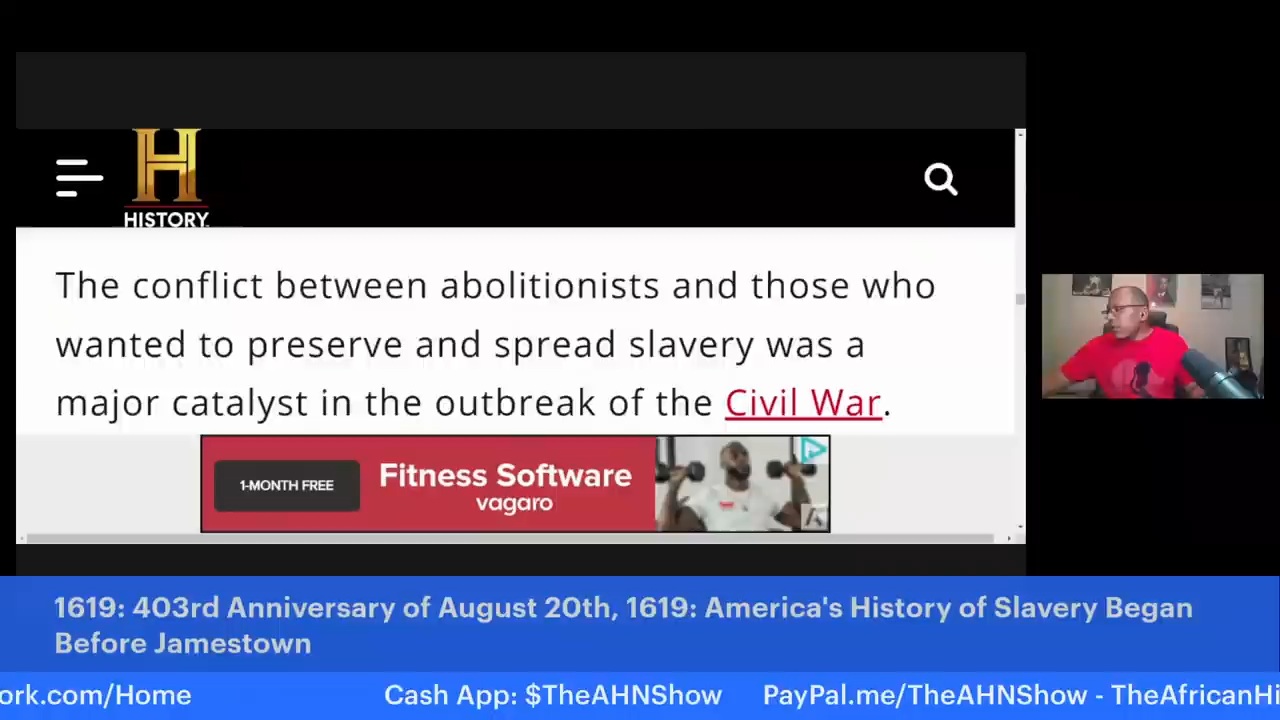 HISTORY.
The conflict between abolitionists and those who
wanted to preserve and spread slavery was a
major catalyst in the outbreak of the Civil War.
1-MONTH FREE
Fitness Software
vagaro
1619: 403rd Anniversary of August 20th, 1619: America's History of Slavery Began
Before Jamestown
ork.com/Home Cash App: $TheAHNShow PayPal.me/TheAHNShow - TheAfricanHi